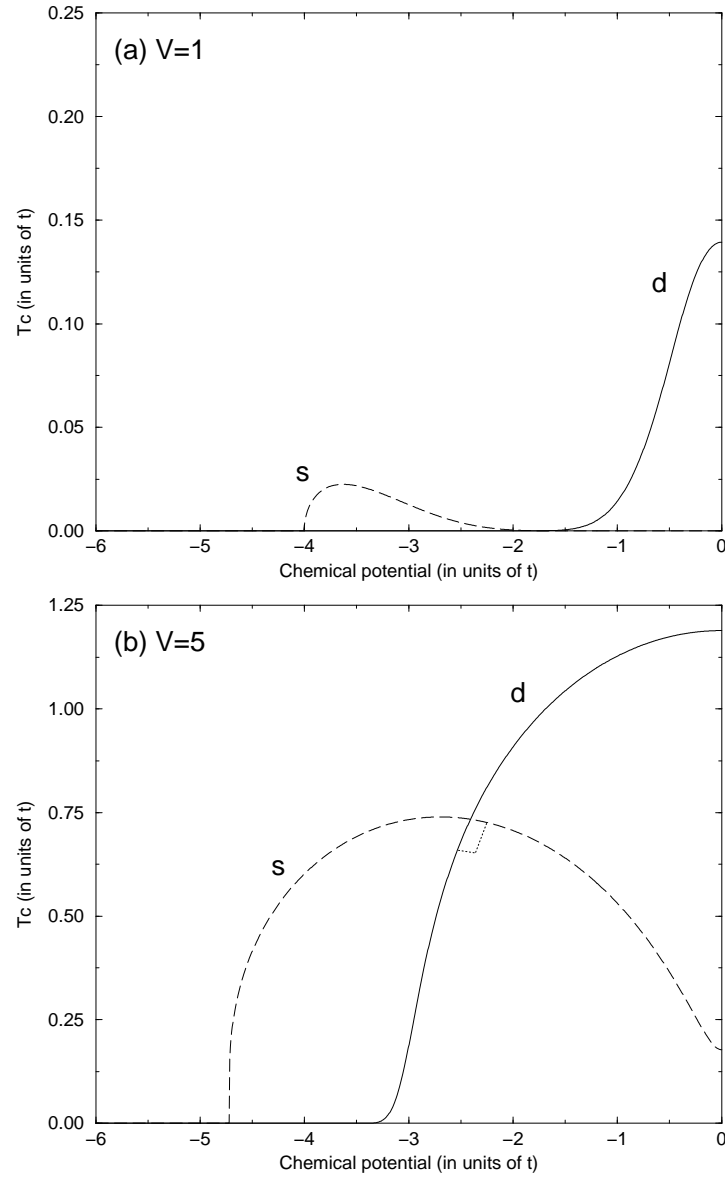 (a) V=1
0.25
0.20
0.15
0.10
0.05
0.00
Tc (in units of t)
s
d
−6 −5 −4 −3 −2 −1 0
Chemical potential (in units of t)
(b) V=5
1.25
1.00
0.75
0.50
0.25
0.00
Tc (in units of t)
d
s
−6 −5 −4 −3 −2 −1 0
Chemical potential (in units of t)